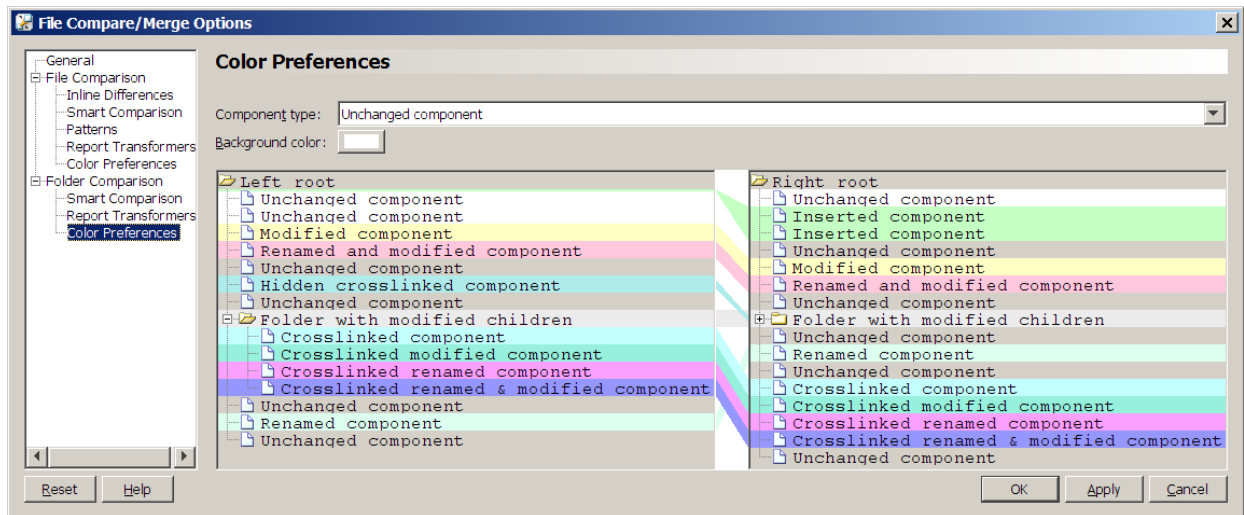 File Compare/Merge Options
General
File Comparison
Inline Differences
Smart Comparison
Patterns
Report Transformers
Color Preferences
Folder Comparison
Smart Comparison
Report Transformers
Color Preferences
Color Preferences
Component type: Unchanged component
Background color:
Left root
Unchanged component
Unchanged component
Modified component
Renamed and modified component
Unchanged component
Hidden crosslinked component
Unchanged component
Folder with modified children
Crosslinked component
Crosslinked modified component
Crosslinked renamed component
Crosslinked renamed & modified component
Unchanged component
Renamed component
Unchanged component
Right root
Unchanged component
Inserted component
Inserted component
Unchanged component
Modified component
Renamed and modified component
Unchanged component
Folder with modified children
Unchanged component
Renamed component
Unchanged component
Crosslinked component
Crosslinked modified component
Crosslinked renamed component
Crosslinked renamed & modified component
Unchanged component
Reset Help OK Apply Cancel